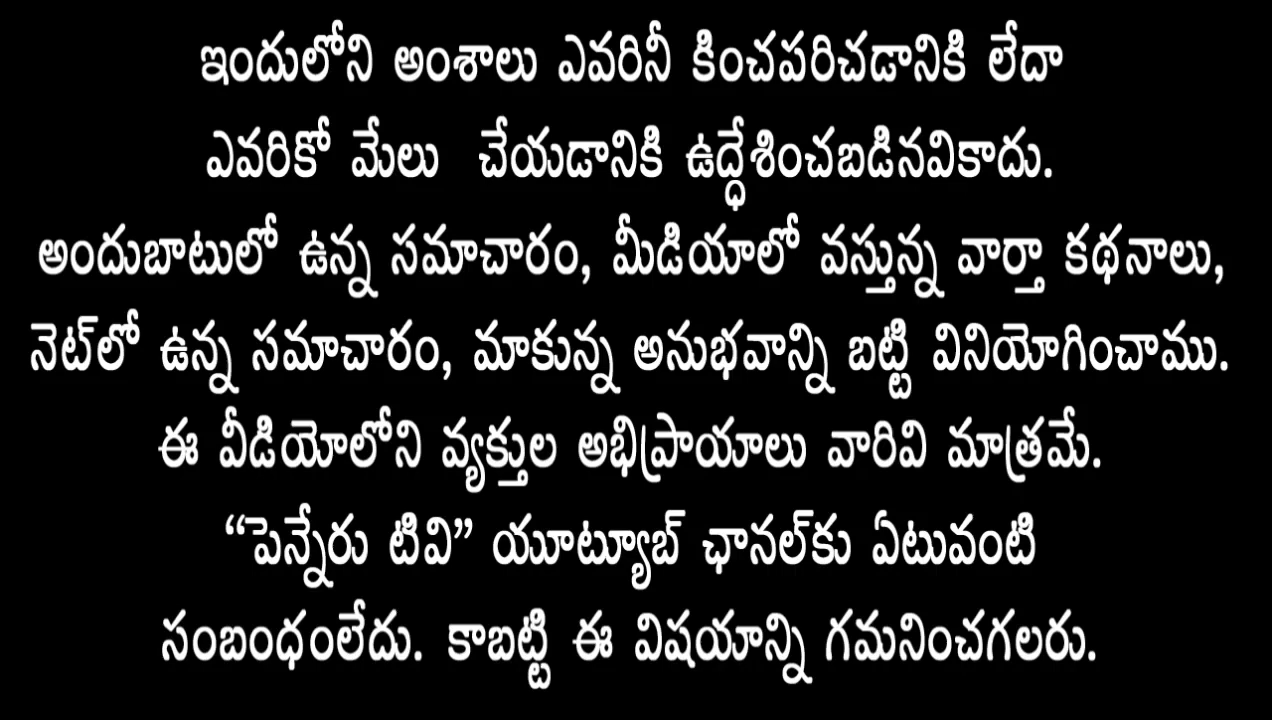 ఇందులోని అంశాలు ఎవరినీ కించపరిచడానికి లేదా
ఎవరికో మేలు చేయడానికి ఉద్ధేశించబడినవికాదు.
అందుబాటులో ఉన్న సమాచారం, మీడియాలో వస్తున్న వార్తా కథనాలు,
నెట్‌లో ఉన్న సమాచారం, మాకున్న అనుభవాన్ని బట్టి వినియోగించాము.
ఈ వీడియోలోని వ్యక్తుల అభిప్రాయాలు వారివి మాత్రమే.
“పెన్నేరు టివి” యూట్యూబ్ ఛానల్‌కు ఏటువంటి
సంబంధంలేదు. కాబట్టి ఈ విషయాన్ని గమనించగలరు.